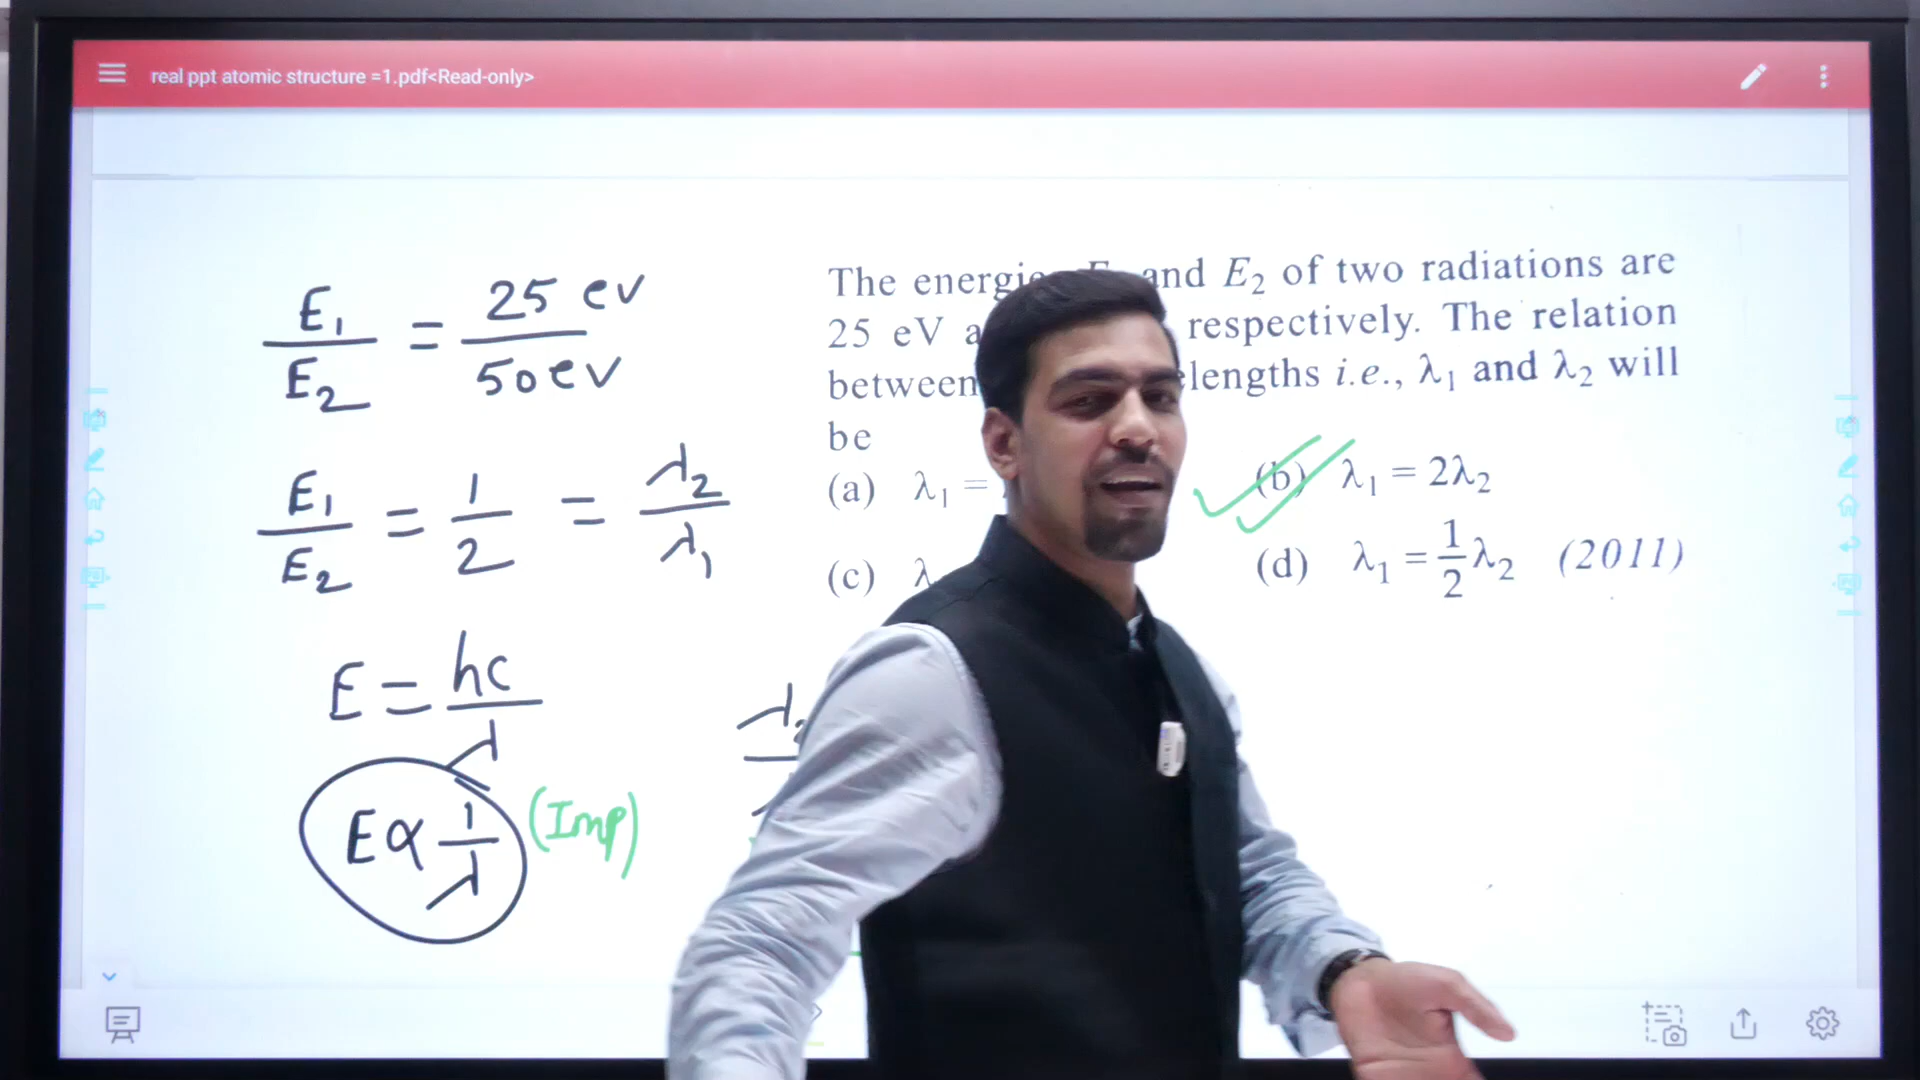 real ppt atomic structure =1.pdf<Read-only>
E₁/E₂ = 25 ev/50 ev
E₁/E₂ = 1/2 = λ₂/λ₁
E = hc/λ
E ∝ 1/λ (Imp)
The energies and E₂ of two radiations are
25 eV respectively. The relation
between lengths i.e., λ₁ and λ₂ will
be
(a) λ₁ = (b) λ₁ = 2λ₂
(c) λ (d) λ₁ = 1/2 λ₂ (2011)